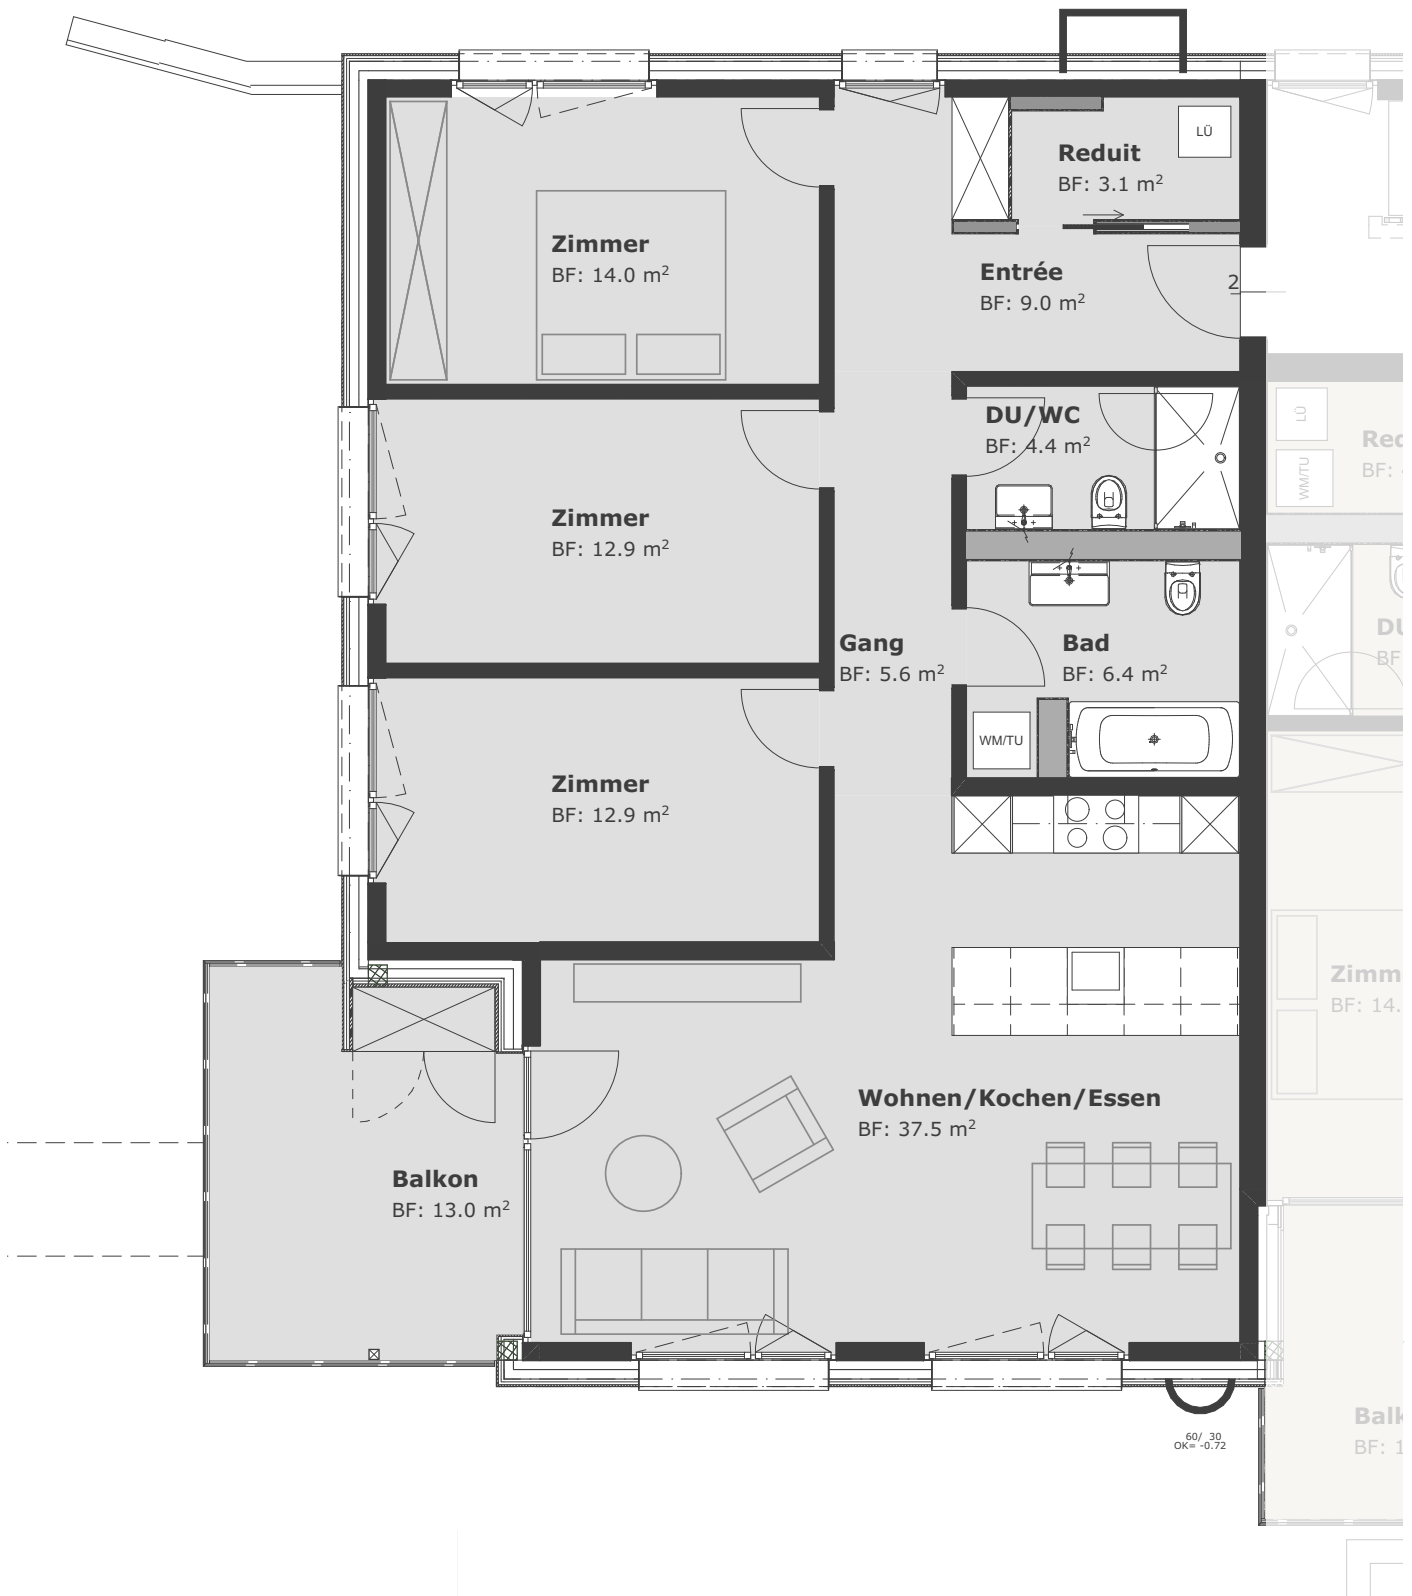 LÜ
Reduit
BF: 3.1 m²
Zimmer
BF: 14.0 m²
Entrée
BF: 9.0 m²
2
DU/WC
BF: 4.4 m²
LÜ
WM/TU
Zimmer
BF: 12.9 m²
Gang
BF: 5.6 m²
Bad
BF: 6.4 m²
WM/TU
Zimmer
BF: 12.9 m²
Zimm
BF: 14.
Wohnen/Kochen/Essen
BF: 37.5 m²
Balkon
BF: 13.0 m²
60/ 30
OK= -0.72